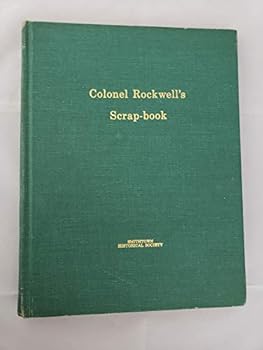 Colonel Rockwell's
Scrap-book
SMITHTOWN
HISTORICAL SOCIETY